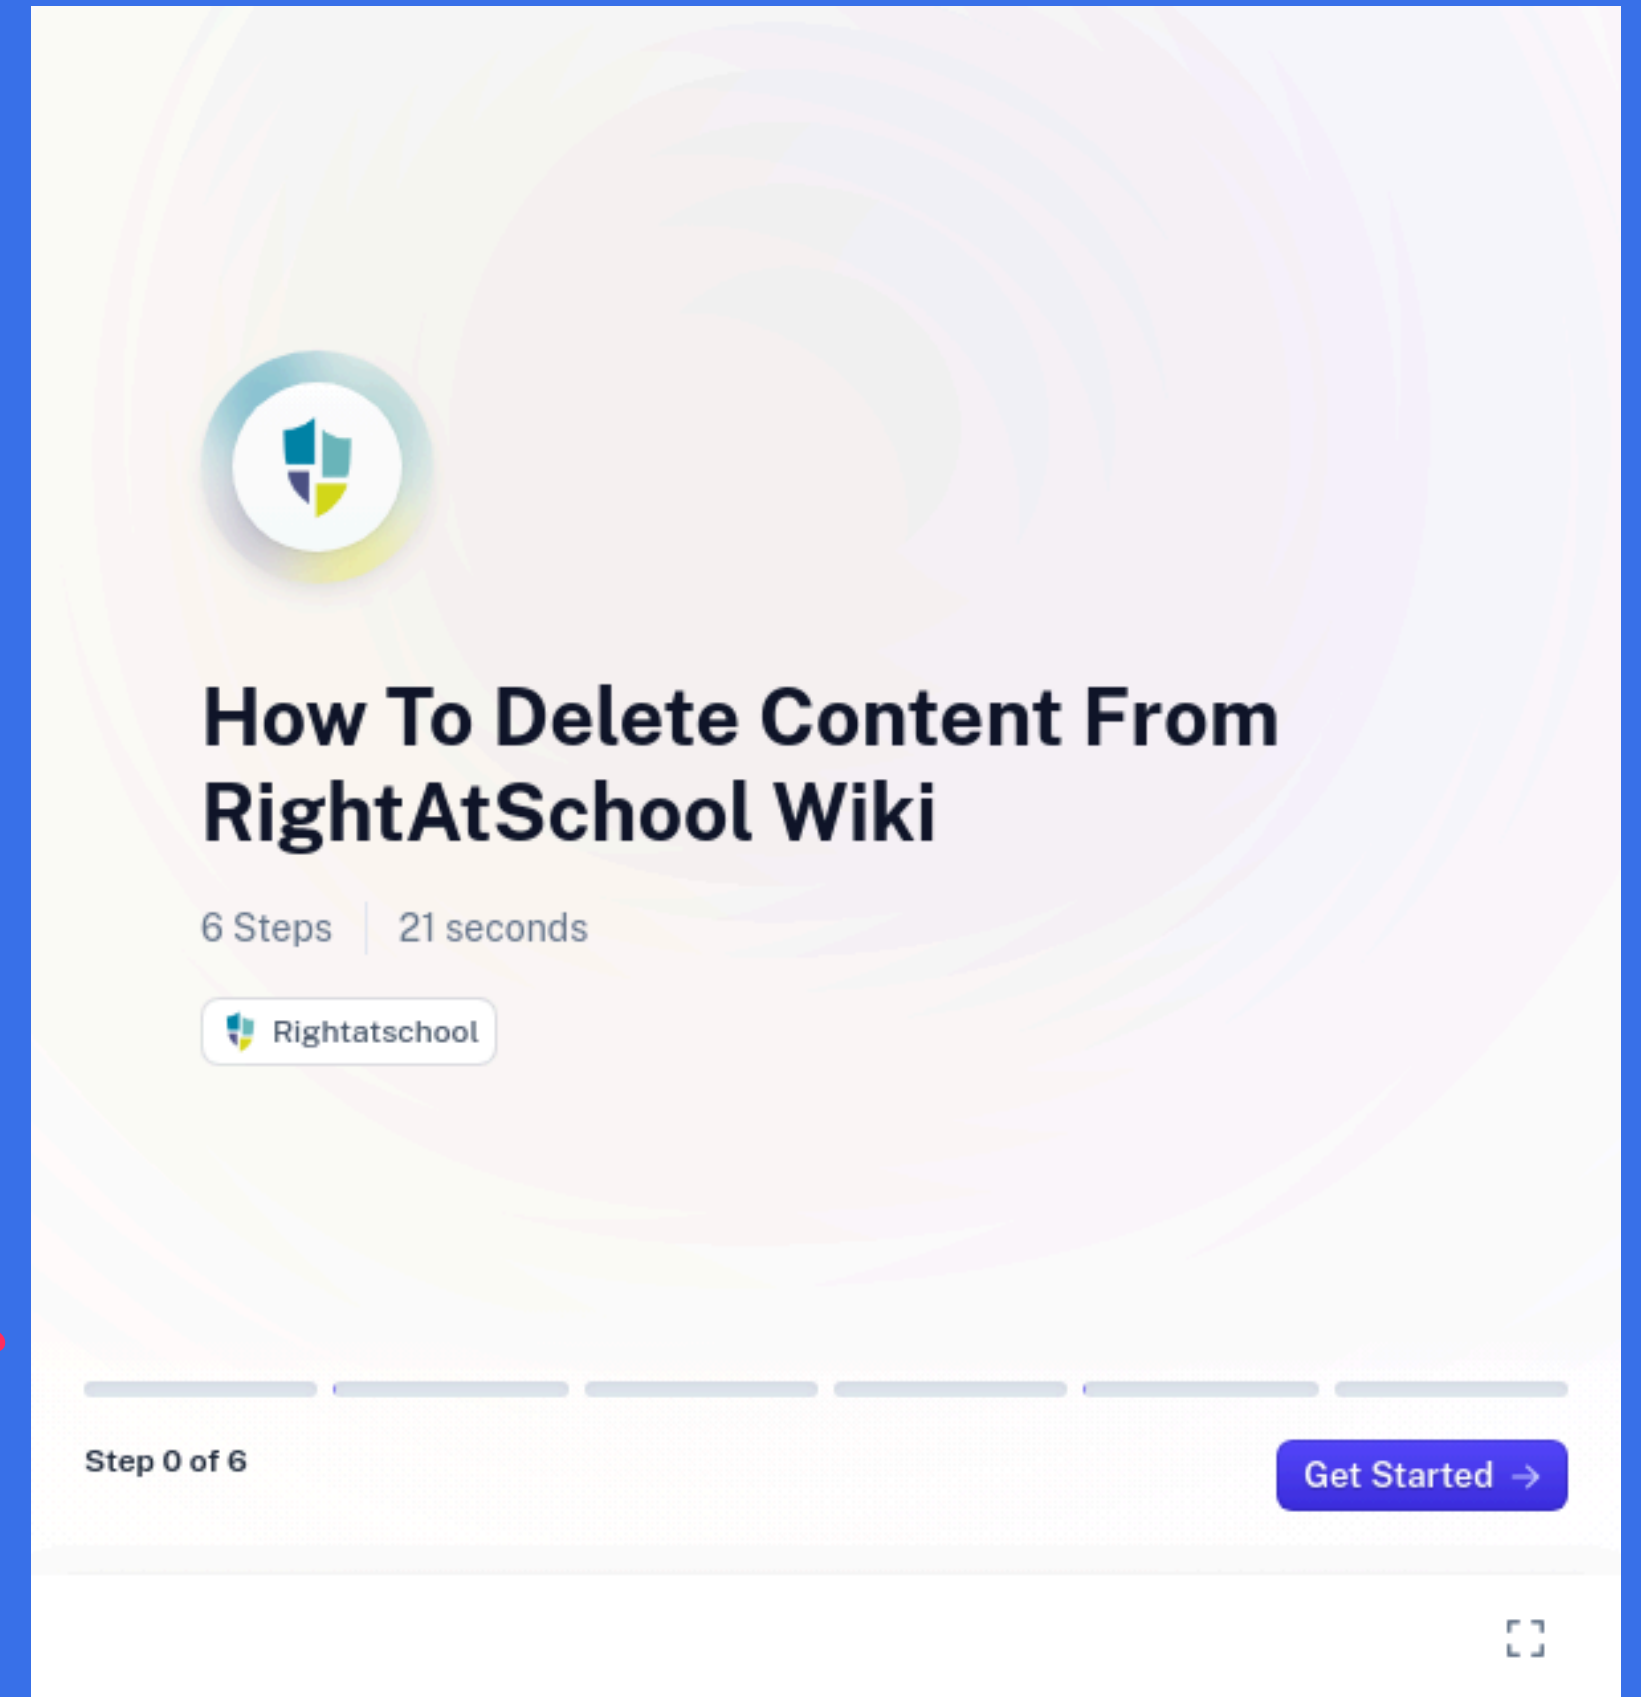 How To Delete Content From
RightAtSchool Wiki
6 Steps
21 seconds
Rightatschool
Step 0 of 6
Get Started